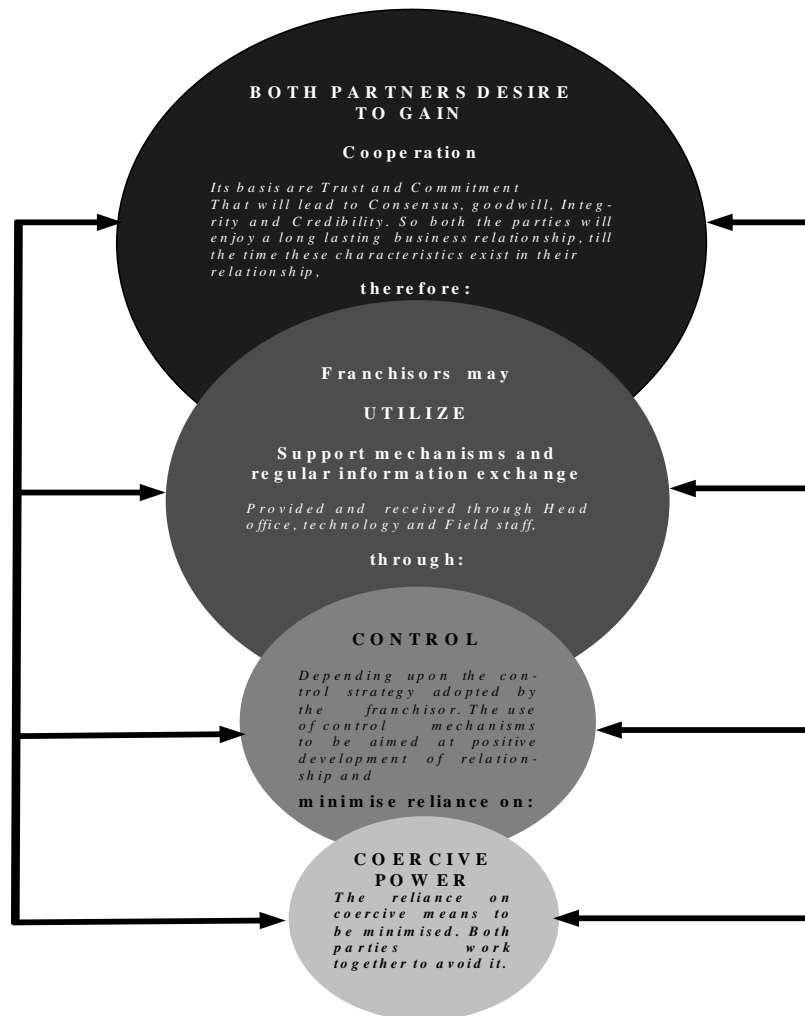 BOTH PARTNERS DESIRE
TO GAIN
Cooperation
Its basis are Trust and Commitment
That will lead to Consensus, goodwill, Integ-
rity and Credibility. So both the parties will
enjoy a long lasting business relationship, till
the time these characteristics exist in their
relationship,
therefore:
Franchisors may
UTILIZE
Support mechanisms and
regular information exchange
Provided and received through Head
office, technology and Field staff,
through:
CONTROL
Depending upon the con-
trol strategy adopted by
the franchisor. The use
of control mechanisms
to be aimed at positive
development of relation-
ship and
minimise reliance on:
COERCIVE
POWER
The reliance on
coercive means to
be minimised. Both
parties work
together to avoid it.